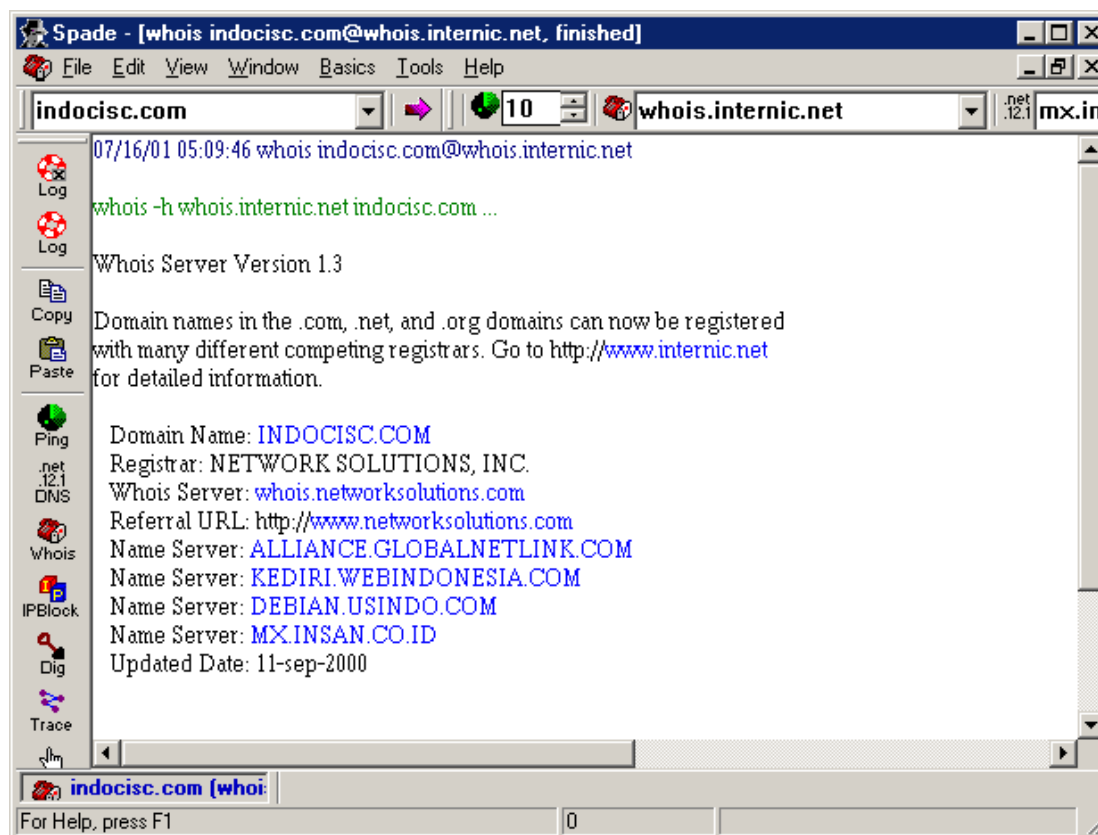 Spade - [whois indocisc.com@whois.internic.net, finished]
File Edit View Window Basics Tools Help
indocisc.com 10 whois.internic.net .net .12.1 mx.in
07/16/01 05:09:46 whois indocisc.com@whois.internic.net
whois -h whois.internic.net indocisc.com ...
Whois Server Version 1.3
Domain names in the .com, .net, and .org domains can now be registered
with many different competing registrars. Go to http://www.internic.net
for detailed information.
Domain Name: INDOCISC.COM
Registrar: NETWORK SOLUTIONS, INC.
Whois Server: whois.networksolutions.com
Referral URL: http://www.networksolutions.com
Name Server: ALLIANCE.GLOBALNETLINK.COM
Name Server: KEDIRI.WEBINDONESIA.COM
Name Server: DEBIAN.USINDO.COM
Name Server: MX.INSAN.CO.ID
Updated Date: 11-sep-2000
Log
Log
Copy
Paste
Ping
.net
.12.1
DNS
Whois
IP
IPBlock
Dig
Trace
indocisc.com (whoi
For Help, press F1 0